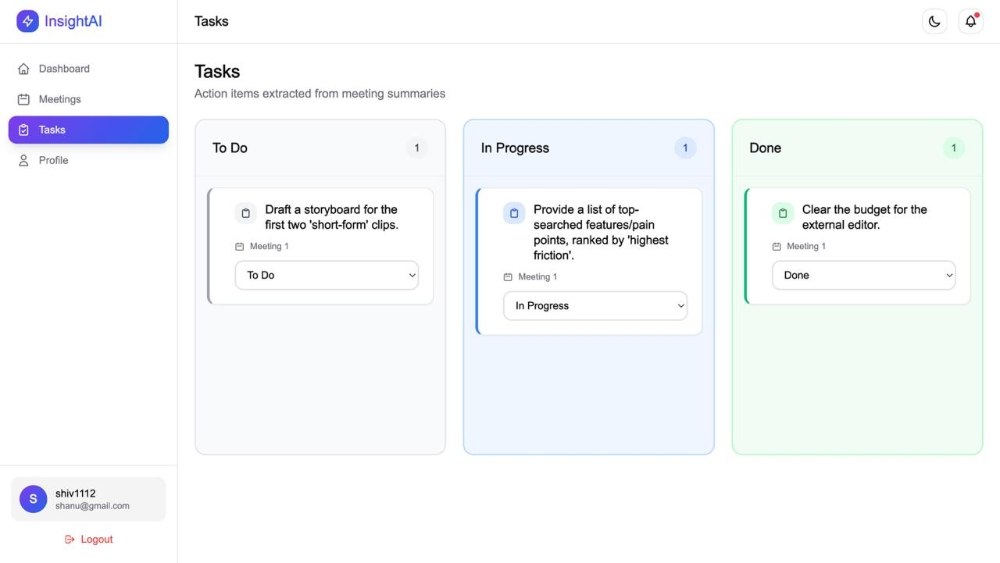 InsightAI
Dashboard
Meetings
Tasks
Profile
S
shiv1112
shanu@gmail.com
Logout
Tasks
Tasks
Action items extracted from meeting summaries
To Do
1
Draft a storyboard for the
first two 'short-form' clips.
Meeting 1
To Do
In Progress
1
Provide a list of top-
searched features/pain
points, ranked by 'highest
friction'.
Meeting 1
In Progress
Done
1
Clear the budget for the
external editor.
Meeting 1
Done